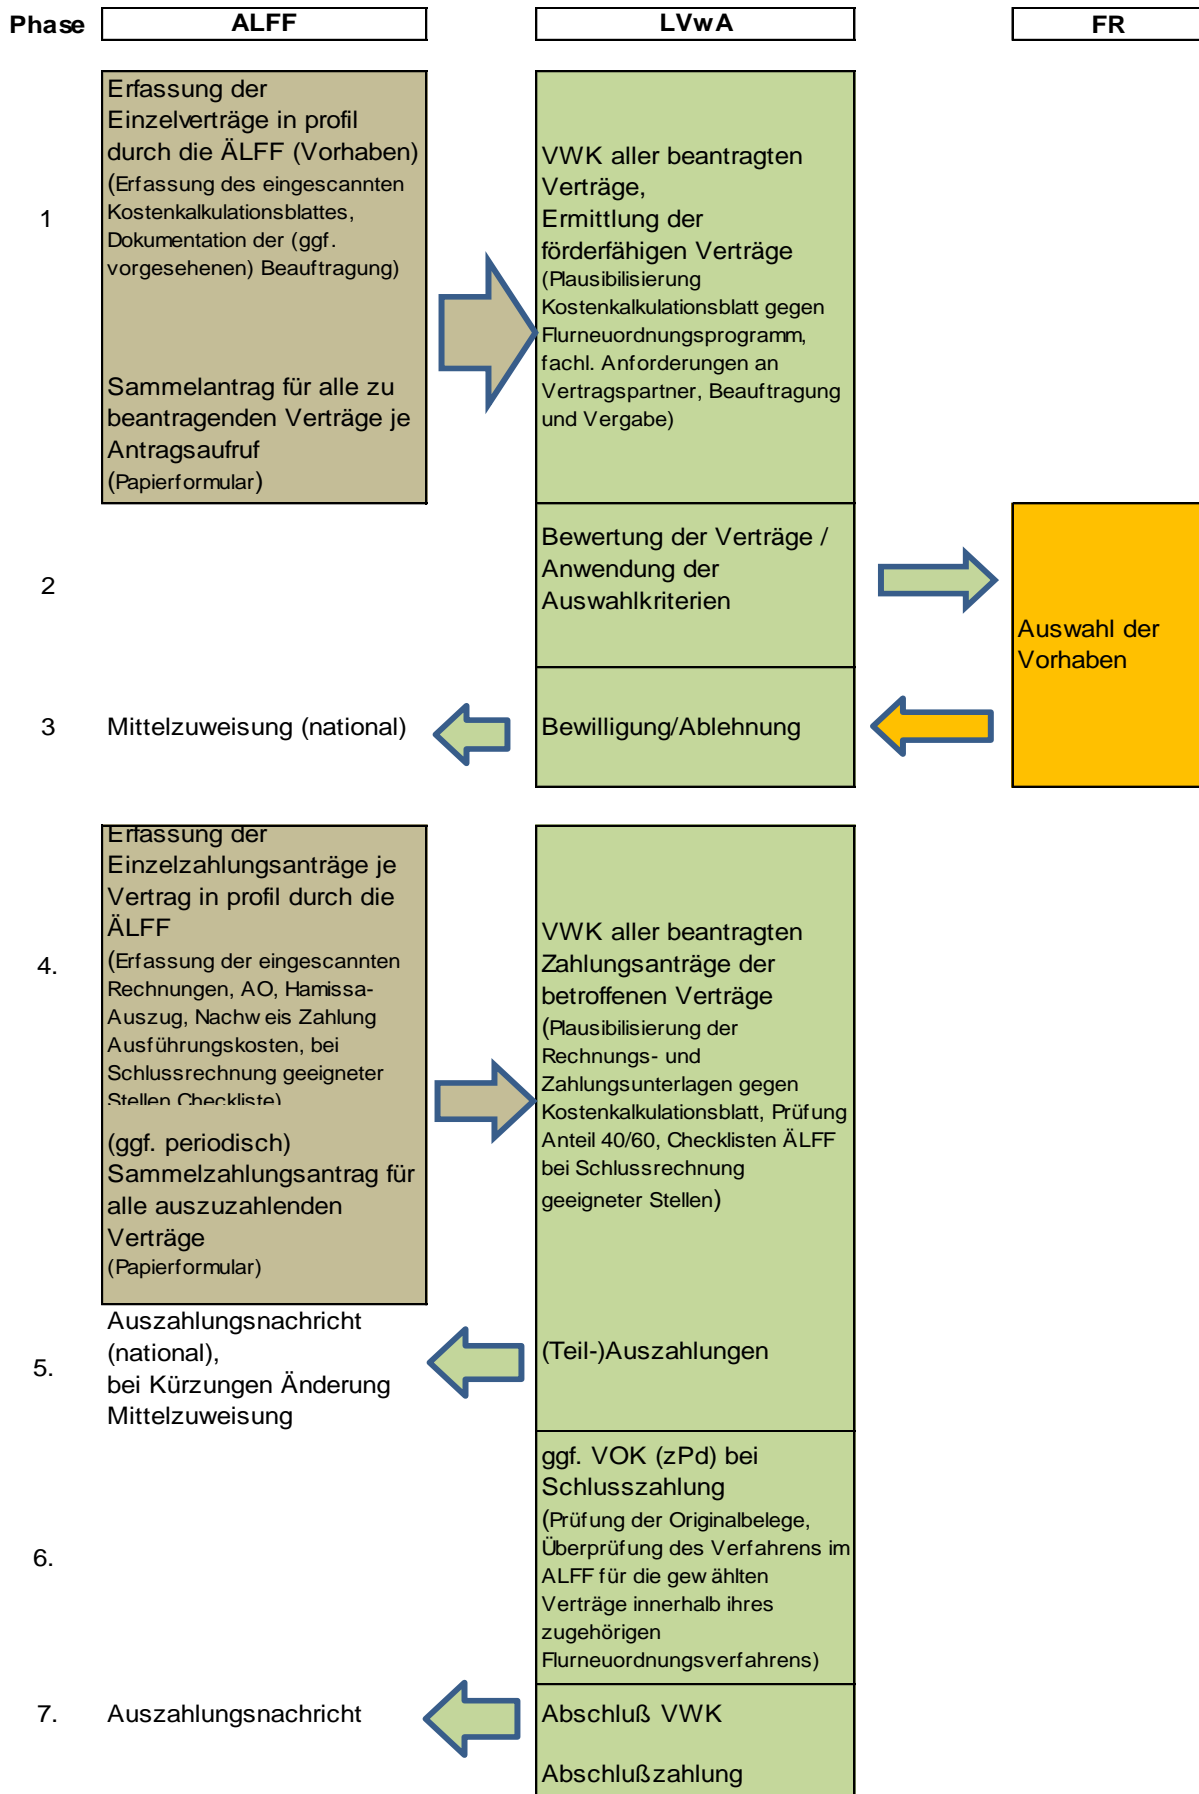 Phase ALFF LVwA FR
1
Erfassung der
Einzelverträge in profil
durch die ÄLFF (Vorhaben)
(Erfassung des eingescannten
Kostenkalkulationsblattes,
Dokumentation der (ggf.
vorgesehenen) Beauftragung)
Sammelantrag für alle zu
beantragenden Verträge je
Antragsaufruf
(Papierformular)
VWK aller beantragten
Verträge,
Ermittlung der
förderfähigen Verträge
(Plausibilisierung
Kostenkalkulationsblatt gegen
Flurneuordnungsprogramm,
fachl. Anforderungen an
Vertragspartner, Beauftragung
und Vergabe)
2
Bewertung der Verträge /
Anwendung der
Auswahlkriterien
Auswahl der
Vorhaben
3
Mittelzuweisung (national)
Bewilligung/Ablehnung
4.
Erfassung der
Einzelzahlungsanträge je
Vertrag in profil durch die
ÄLFF
(Erfassung der eingescannten
Rechnungen, AO, Hamissa-
Auszug, Nachweis Zahlung
Ausführungskosten, bei
Schlussrechnung geeigneter
Stellen Checkliste)
(ggf. periodisch)
Sammelzahlungsantrag für
alle auszuzahlenden
Verträge
(Papierformular)
VWK aller beantragten
Zahlungsanträge der
betroffenen Verträge
(Plausibilisierung der
Rechnungs- und
Zahlungsunterlagen gegen
Kostenkalkulationsblatt, Prüfung
Anteil 40/60, Checklisten ÄLFF
bei Schlussrechnung
geeigneter Stellen)
5.
Auszahlungsnachricht
(national),
bei Kürzungen Änderung
Mittelzuweisung
(Teil-)Auszahlungen
6.
ggf. VOK (zPd) bei
Schlusszahlung
(Prüfung der Originalbelege,
Überprüfung des Verfahrens im
ALFF für die gewählten
Verträge innerhalb ihres
zugehörigen
Flurneuordnungsverfahrens)
7.
Auszahlungsnachricht
Abschluß VWK
Abschlußzahlung